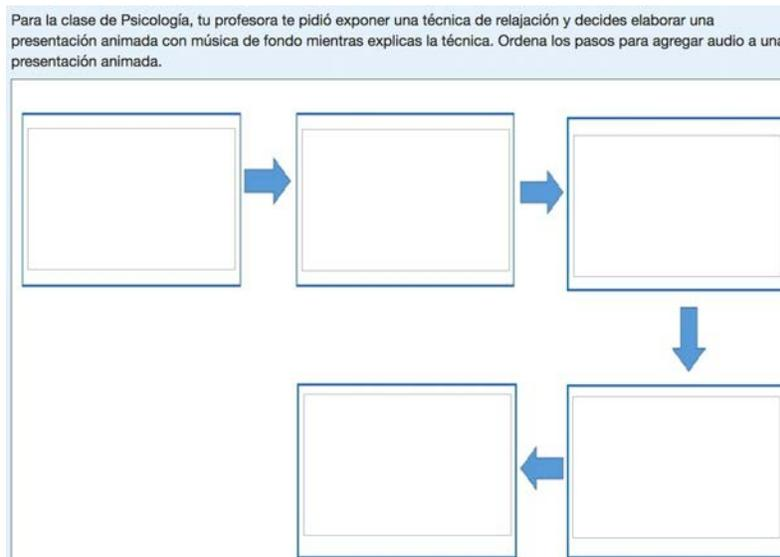 Para la clase de Psicología, tu profesora te pidió exponer una técnica de relajación y decides elaborar una
presentación animada con música de fondo mientras explicas la técnica. Ordena los pasos para agregar audio a una
presentación animada.